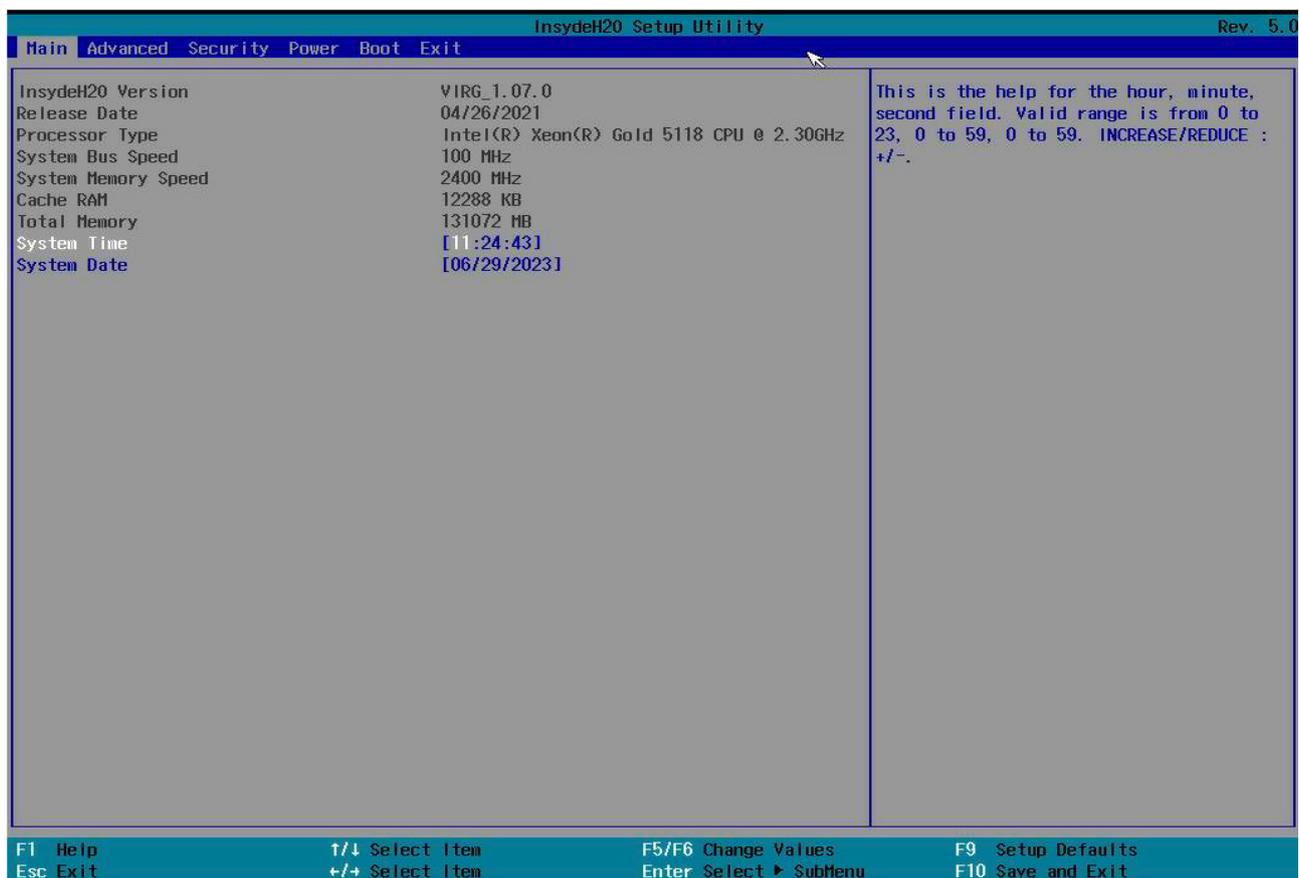 InsydeH20 Setup Utility Rev. 5.0
Main Advanced Security Power Boot Exit
InsydeH20 Version VIRG_1.07.0
Release Date 04/26/2021
Processor Type Intel(R) Xeon(R) Gold 5118 CPU @ 2.30GHz
System Bus Speed 100 MHz
System Memory Speed 2400 MHz
Cache RAM 12288 KB
Total Memory 131072 MB
System Time [11:24:43]
System Date [06/29/2023]
This is the help for the hour, minute,
second field. Valid range is from 0 to
23, 0 to 59, 0 to 59. INCREASE/REDUCE :
+/-.
F1 Help ↑/↓ Select Item F5/F6 Change Values F9 Setup Defaults
Esc Exit ←/→ Select Item Enter Select ▶ SubMenu F10 Save and Exit